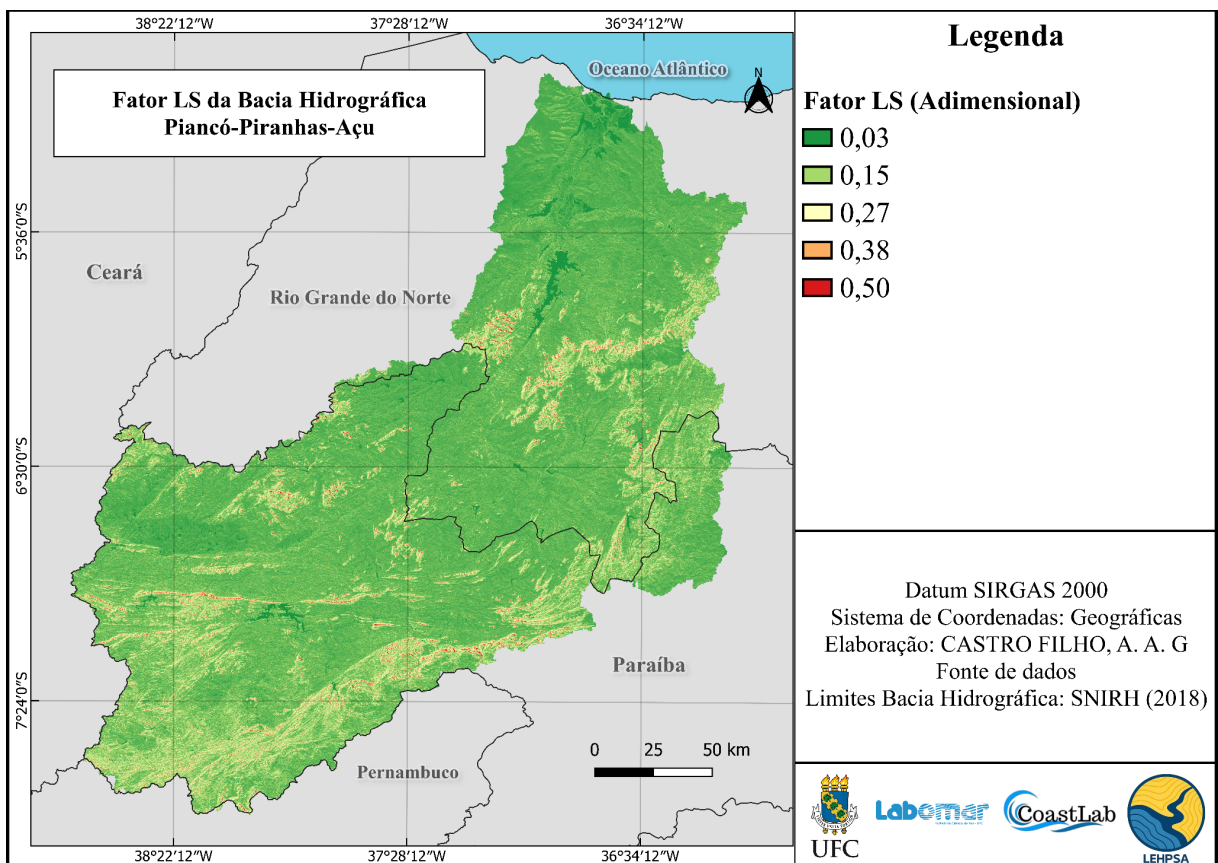 38°22'12"W 37°28'12"W 36°34'12"W
Fator LS da Bacia Hidrográfica
Piancó-Piranhas-Açu
Oceano Atlântico
N
5°36'0"S
Ceará
Rio Grande do Norte
6°30'0"S
Paraíba
7°24'0"S
Pernambuco
0 25 50 km
38°22'12"W 37°28'12"W 36°34'12"W
Legenda
Fator LS (Adimensional)
0,03
0,15
0,27
0,38
0,50
Datum SIRGAS 2000
Sistema de Coordenadas: Geográficas
Elaboração: CASTRO FILHO, A. A. G
Fonte de dados
Limites Bacia Hidrográfica: SNIRH (2018)
UFC
Labomar
CoastLab
LEHPSA